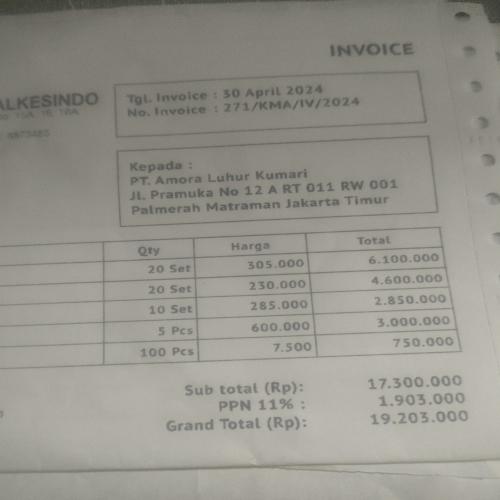 INVOICE
ALKESINDO
Tgl. Invoice : 30 April 2024
No. Invoice : 271/KMA/IV/2024
Kepada :
PT. Amora Luhur Kumari
Jl. Pramuka No 12 A RT 011 RW 001
Palmerah Matraman Jakarta Timur
Qty Harga Total
20 Set 305.000 6.100.000
20 Set 230.000 4.600.000
10 Set 285.000 2.850.000
5 Pcs 600.000 3.000.000
100 Pcs 7.500 750.000
Sub total (Rp): 17.300.000
PPN 11% : 1.903.000
Grand Total (Rp): 19.203.000